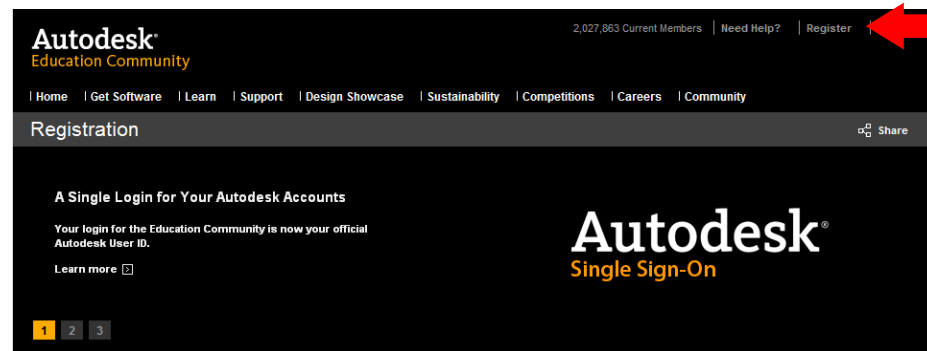 2,027,863 Current Members | Need Help? | Register |
Autodesk®
Education Community
| Home | Get Software | Learn | Support | Design Showcase | Sustainability | Competitions | Careers | Community
Registration
Share
A Single Login for Your Autodesk Accounts
Your login for the Education Community is now your official
Autodesk User ID.
Learn more
Autodesk®
Single Sign-On
1 2 3